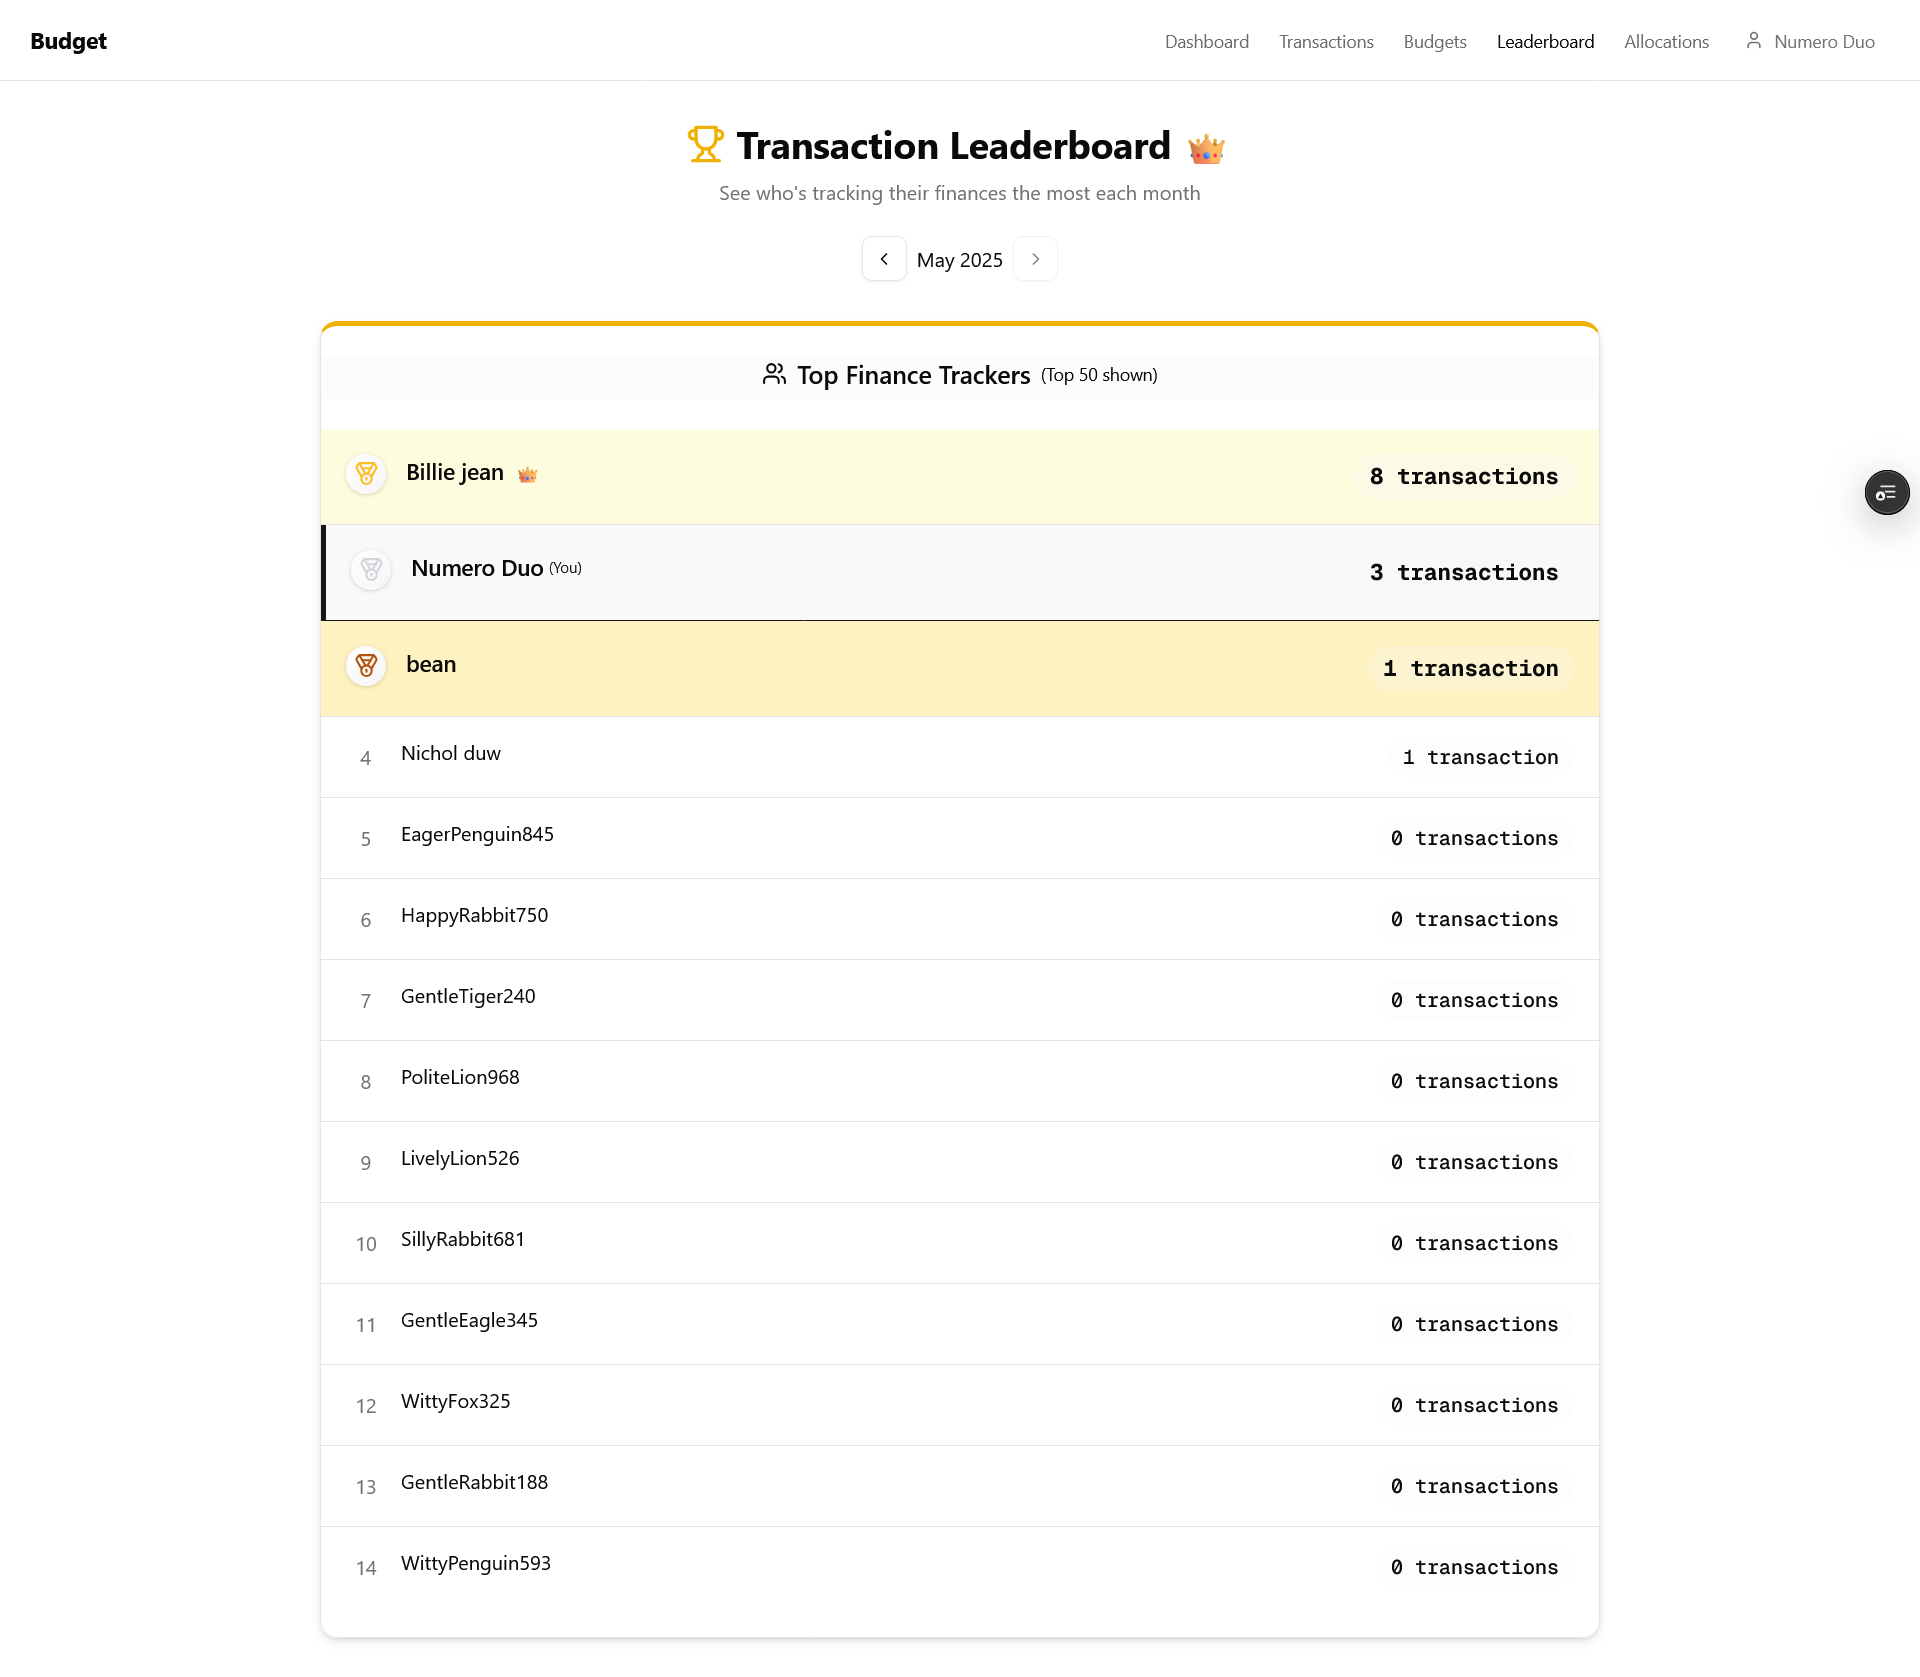 Budget
Dashboard Transactions Budgets Leaderboard Allocations Numero Duo
Transaction Leaderboard
See who's tracking their finances the most each month
May 2025
Top Finance Trackers (Top 50 shown)
Billie jean 8 transactions
Numero Duo (You) 3 transactions
bean 1 transaction
4 Nichol duw 1 transaction
5 EagerPenguin845 0 transactions
6 HappyRabbit750 0 transactions
7 GentleTiger240 0 transactions
8 PoliteLion968 0 transactions
9 LivelyLion526 0 transactions
10 SillyRabbit681 0 transactions
11 GentleEagle345 0 transactions
12 WittyFox325 0 transactions
13 GentleRabbit188 0 transactions
14 WittyPenguin593 0 transactions